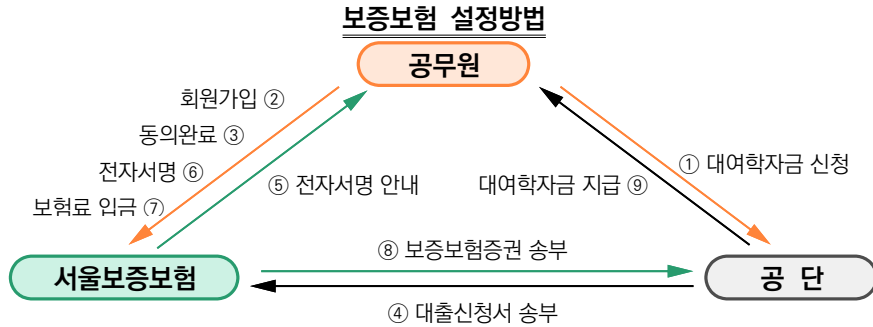 보증보험 설정방법
공무원
회원가입 ②
동의완료 ③
전자서명 ⑥
보험료 입금 ⑦
⑤ 전자서명 안내
대여학자금 지급 ⑨
① 대여학자금 신청
⑧ 보증보험증권 송부
서울보증보험
공 단
④ 대출신청서 송부